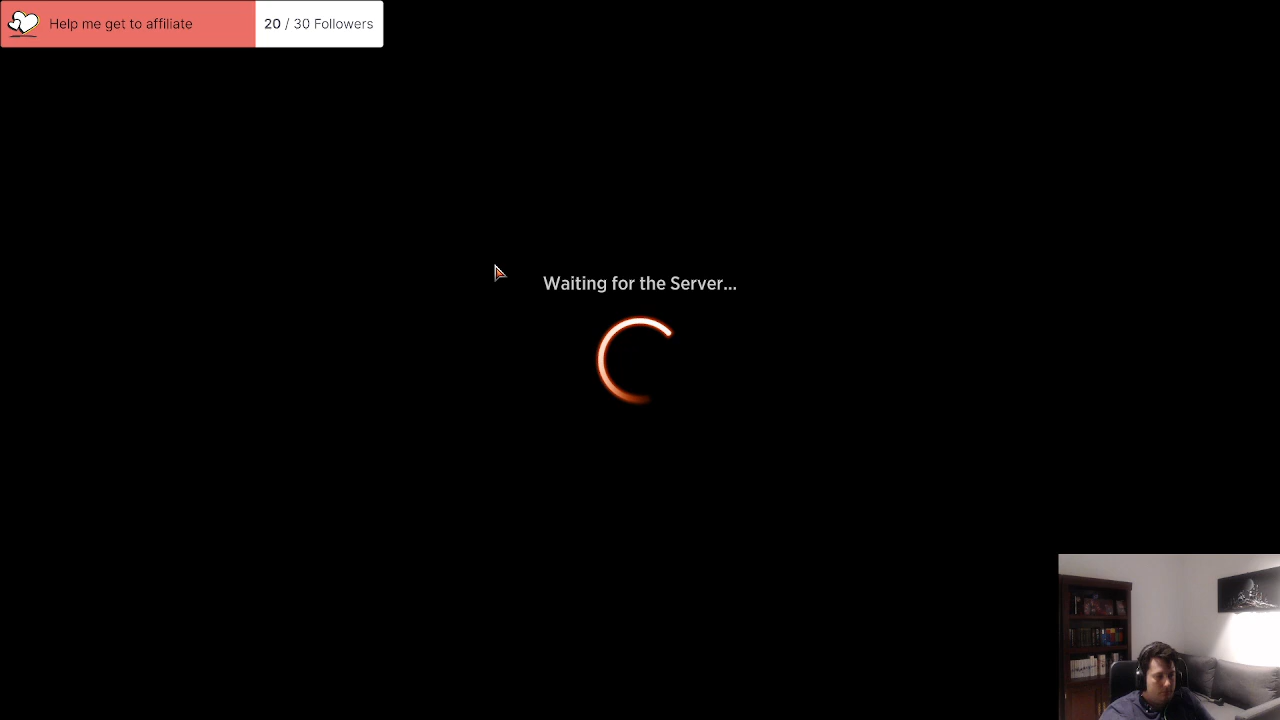 Help me get to affiliate
20 / 30 Followers
Waiting for the Server...